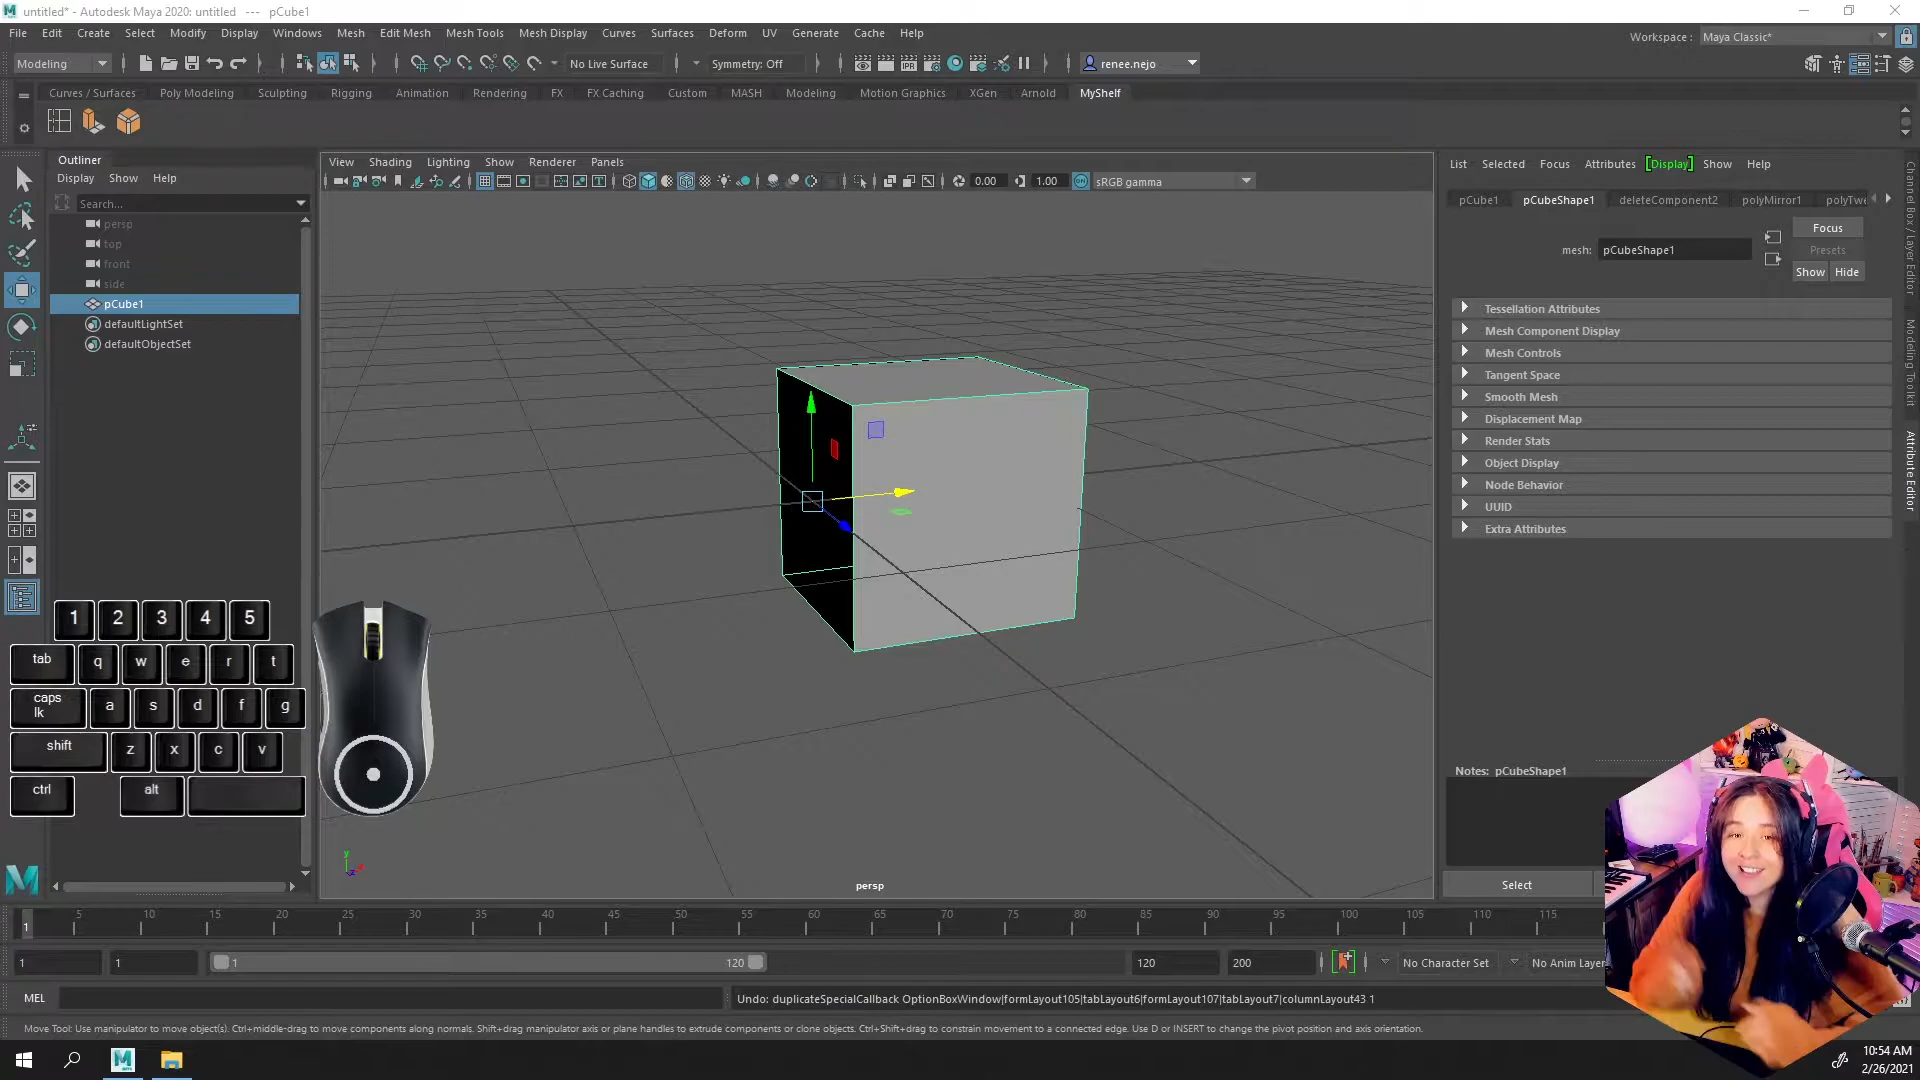 untitled* - Autodesk Maya 2020: untitled --- pCube1
File Edit Create Select Modify Display Windows Mesh Edit Mesh Mesh Tools Mesh Display Curves Surfaces Deform UV Generate Cache Help
Workspace : Maya Classic*
Modeling
No Live Surface
Symmetry: Off
renee.nejo
Curves / Surfaces Poly Modeling Sculpting Rigging Animation Rendering FX FX Caching Custom MASH Modeling Motion Graphics XGen Arnold MyShelf
Outliner
Display Show Help
Search...
persp
top
front
side
pCube1
defaultLightSet
defaultObjectSet
View Shading Lighting Show Renderer Panels
0.00
1.00
sRGB gamma
persp
List Selected Focus Attributes [Display] Show Help
pCube1 pCubeShape1 deleteComponent2 polyMirror1 polyTwe
mesh: pCubeShape1
Focus
Presets
Show Hide
Tessellation Attributes
Mesh Component Display
Mesh Controls
Tangent Space
Smooth Mesh
Displacement Map
Render Stats
Object Display
Node Behavior
UUID
Extra Attributes
Notes: pCubeShape1
Select
Channel Box / Layer Editor
Modeling Toolkit
Attribute Editor
1 2 3 4 5
tab q w e r t
caps lk a s d f g
shift z x c v
ctrl alt
y
1 5 10 15 20 25 30 35 40 45 50 55 60 65 70 75 80 85 90 95 100 105 110 115
1 1 1 120 120 200 No Character Set No Anim Layer
MEL
Undo: duplicateSpecialCallback OptionBoxWindow|formLayout105|tabLayout6|formLayout107|tabLayout7|columnLayout43 1
Move Tool: Use manipulator to move object(s). Ctrl+middle-drag to move components along normals. Shift+drag manipulator axis or plane handles to extrude components or clone objects. Ctrl+Shift+drag to constrain movement to a connected edge. Use D or INSERT to change the pivot position and axis orientation.
10:54 AM
2/26/2021